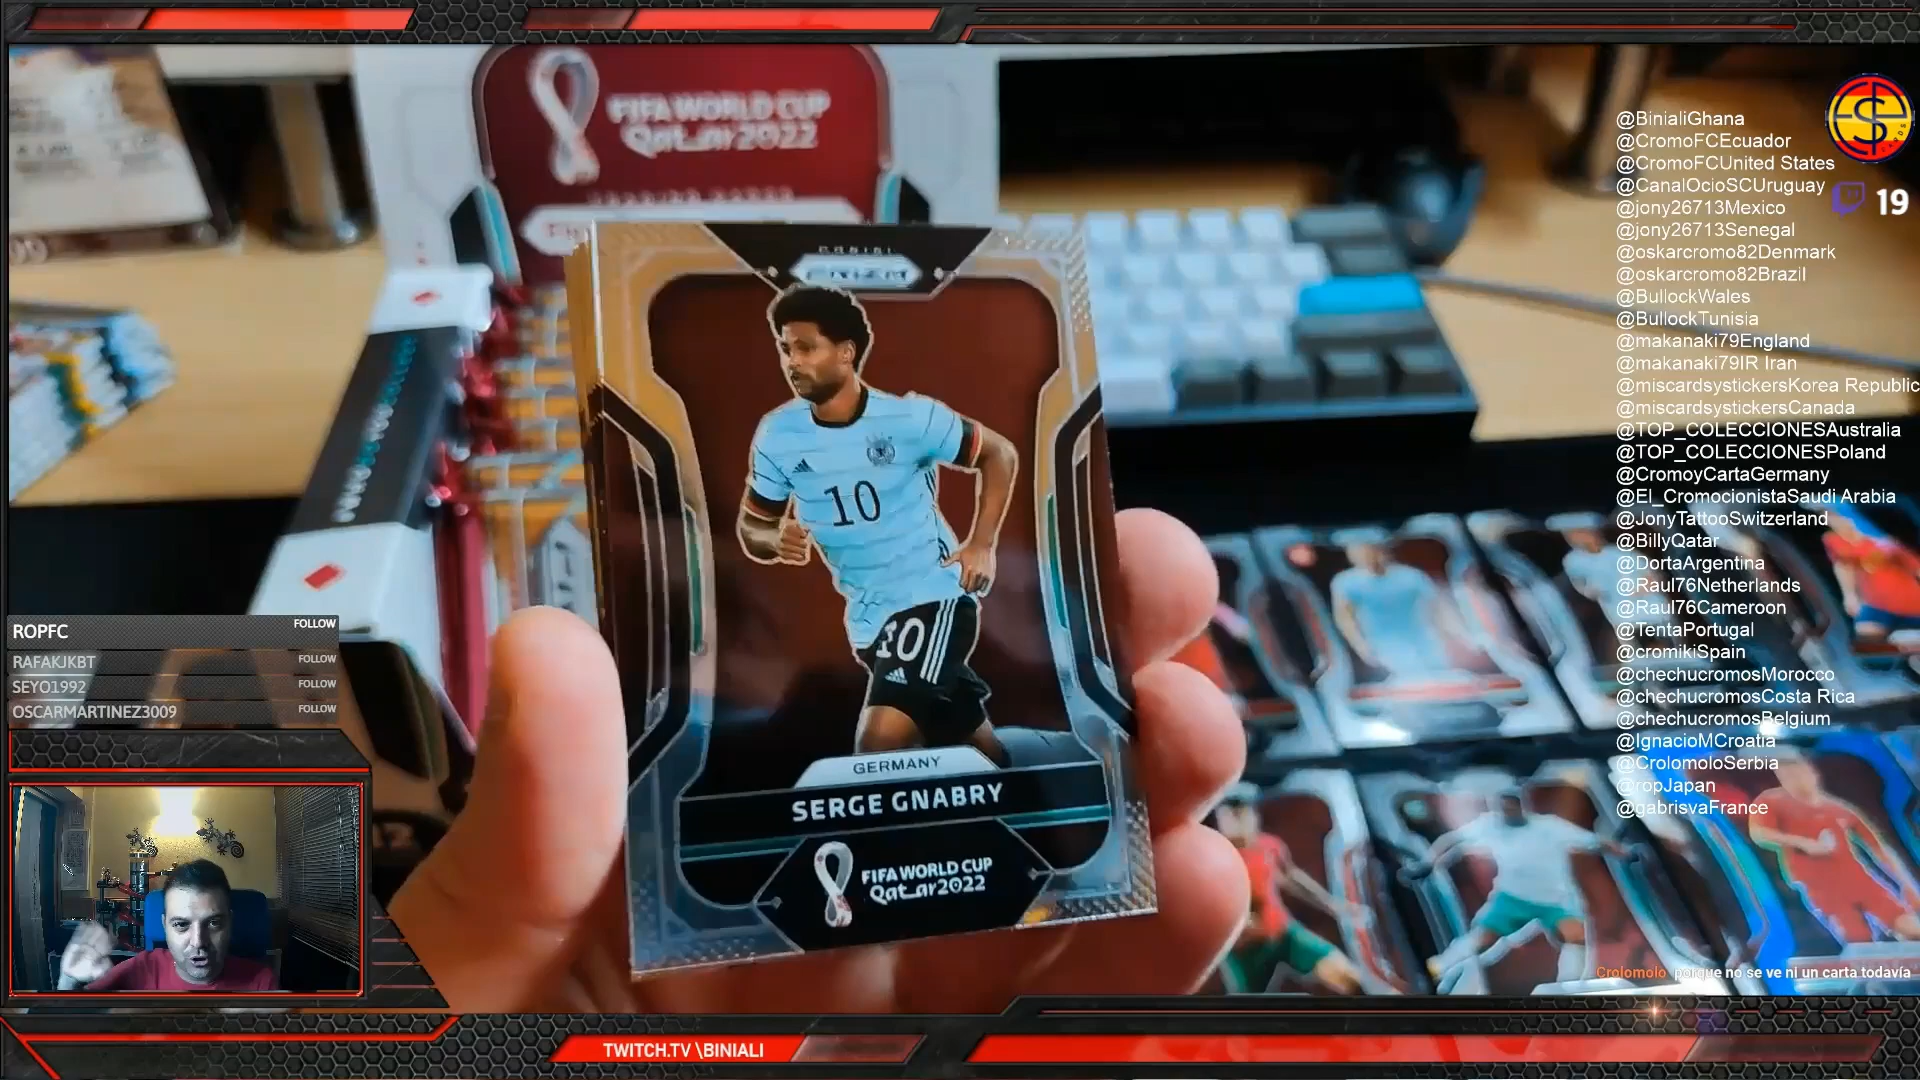 FIFA WORLD CUP
Qatar2022
PANINI
PRIZM
10
10
GERMANY
SERGE GNABRY
FIFA WORLD CUP
Qatar2022
@BinialiGhana
@CromoFCEcuador
@CromoFCUnited States
@CanalOcioSCUruguay
@jony26713Mexico
19
@jony26713Senegal
@oskarcromo82Denmark
@oskarcromo82Brazil
@BullockWales
@BullockTunisia
@makanaki79England
@makanaki79IR Iran
@miscardsystickersKorea Republic
@miscardsystickersCanada
@TOP_COLECCIONESAustralia
@TOP_COLECCIONESPoland
@CromoyCartaGermany
@El_CromocionistaSaudi Arabia
@JonyTattooSwitzerland
@BillyQatar
@DortaArgentina
@Raul76Netherlands
@Raul76Cameroon
@TentaPortugal
@cromikiSpain
@chechucromosMorocco
@chechucromosCosta Rica
@chechucromosBelgium
@IgnacioMCroatia
@CrolomoloSerbia
@ropJapan
@gabrisvaFrance
ROPFC FOLLOW
RAFAKJKBT FOLLOW
SEYO1992 FOLLOW
OSCARMARTINEZ3009 FOLLOW
Crolomolo porque no se ve ni un carta todavía
TWITCH.TV \BINIALI